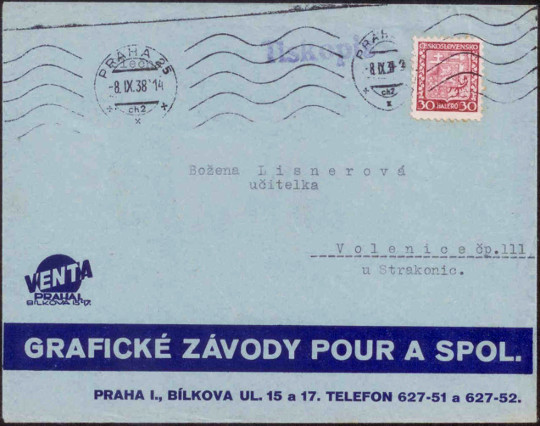 PRAHA 25
-8. IX. 38 - 14
ch2
Tiskopis
PRAHA
-8. IX. 3
ch2
ČESKOSLOVENSKO
30 HALÉŘŮ 30
Božena Lisnerová
učitelka
Volenice čp.111
u Strakonic.
VENTA
PRAHA I.
BÍLKOVA 15-17.
GRAFICKÉ ZÁVODY POUR A SPOL.
PRAHA I., BÍLKOVA UL. 15 a 17. TELEFON 627-51 a 627-52.